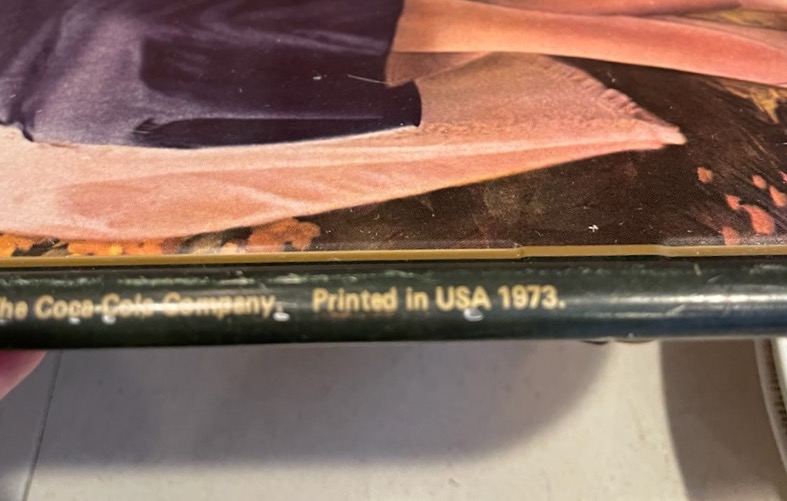 he Coca-Cola Company. Printed in USA 1973.